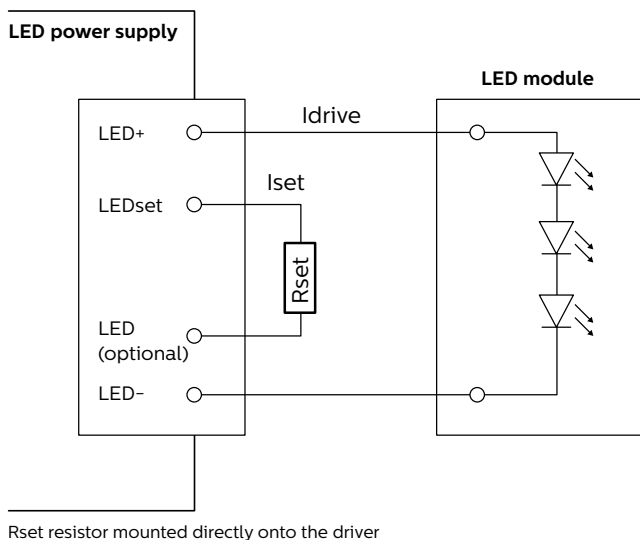 LED power supply
LED module
LED+
Idrive
LEDset
Iset
Rset
LED
(optional)
LED-
Rset resistor mounted directly onto the driver